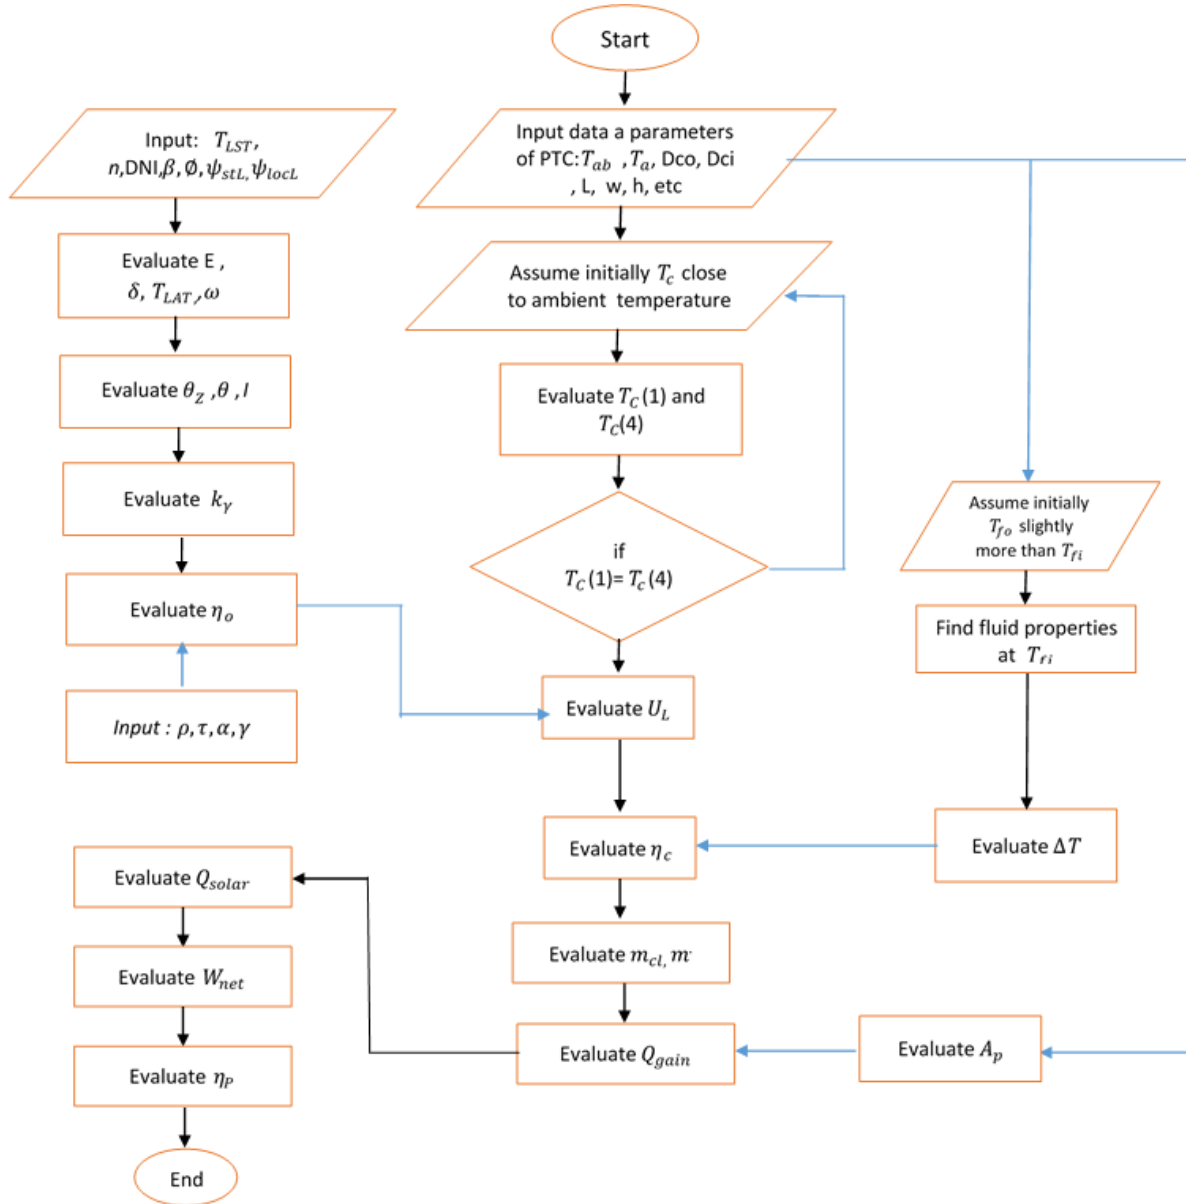 Start
Input: T_LST,
n,DNI,β,Ø,ψ_stL,ψ_locL
Evaluate E ,
δ, T_LAT,,ω
Evaluate θ_Z ,θ , I
Evaluate k_γ
Evaluate η_o
Input : ρ,τ,α,γ
Input data a parameters
of PTC:T_ab ,T_a, Dco, Dci
, L, w, h, etc
Assume initially T_c close
to ambient temperature
Evaluate T_C(1) and
T_C(4)
if
T_C(1)= T_c(4)
Evaluate U_L
Evaluate η_c
Evaluate m_cl, m·
Evaluate Q_gain
Assume initially
T_fo slightly
more than T_fi
Find fluid properties
at T_fi
Evaluate ΔT
Evaluate A_p
Evaluate Q_solar
Evaluate W_net
Evaluate η_P
End